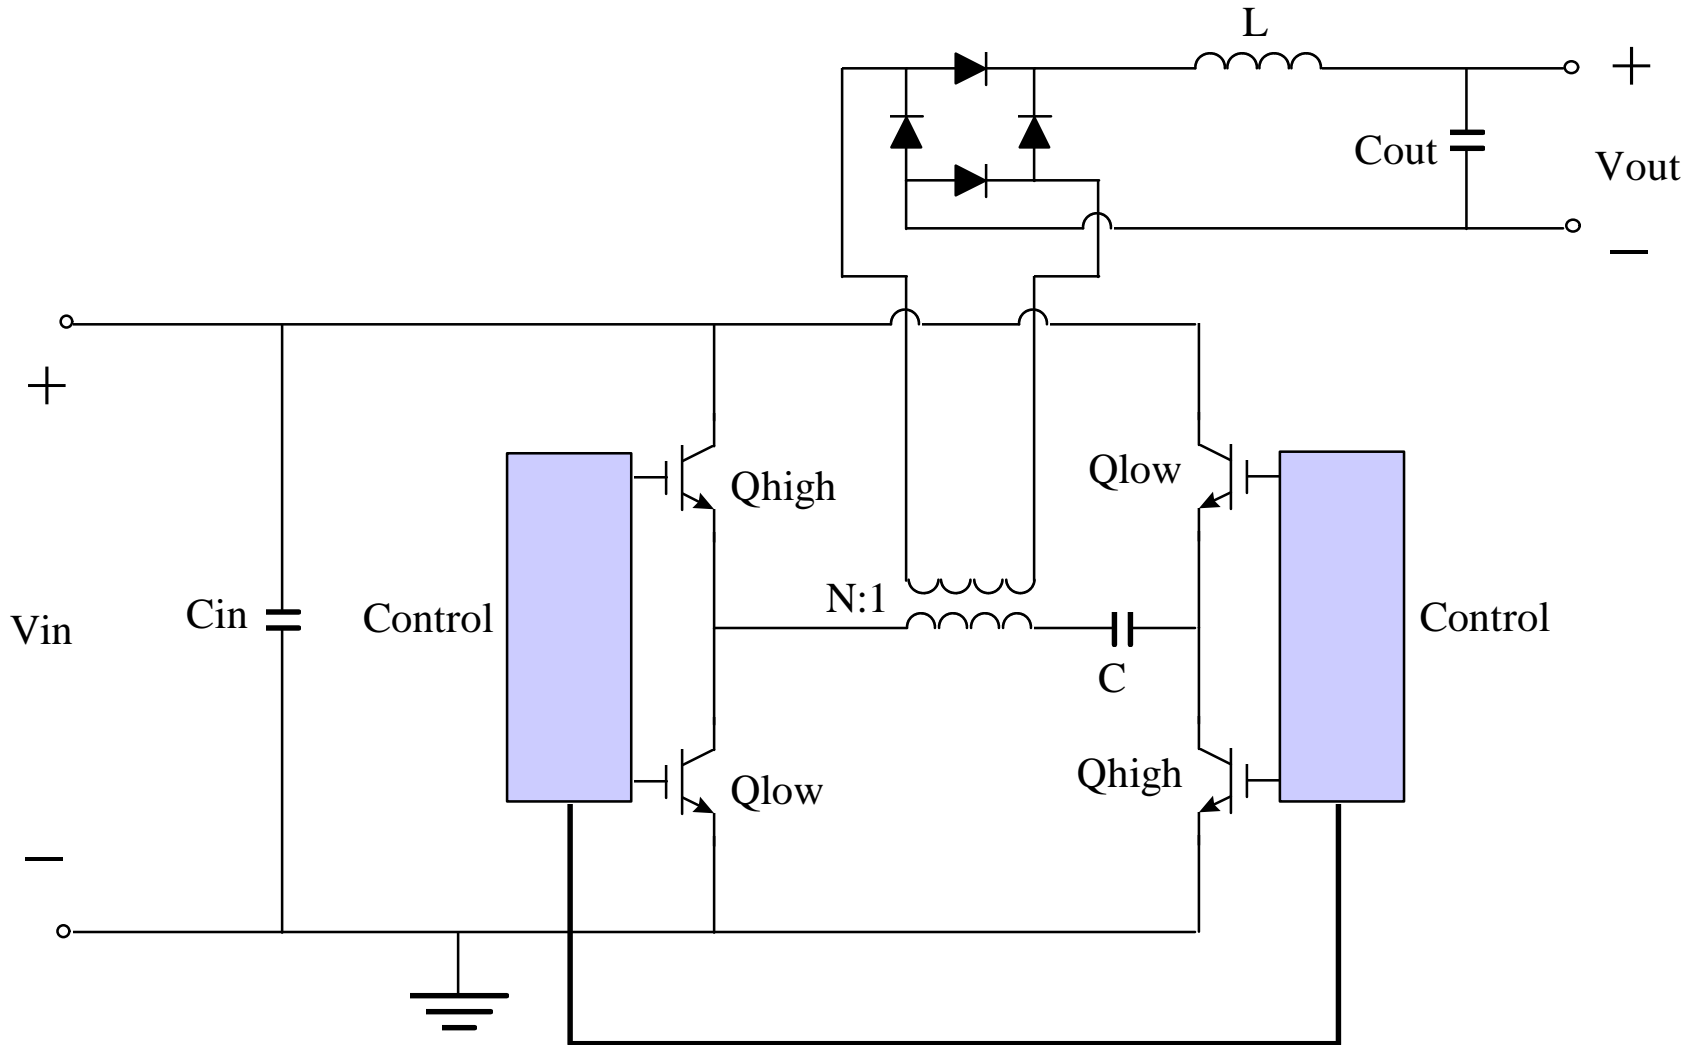 L
+
Cout
Vout
−
+
Qhigh
Qlow
N:1
Vin
Cin
Control
Control
C
Qlow
Qhigh
−